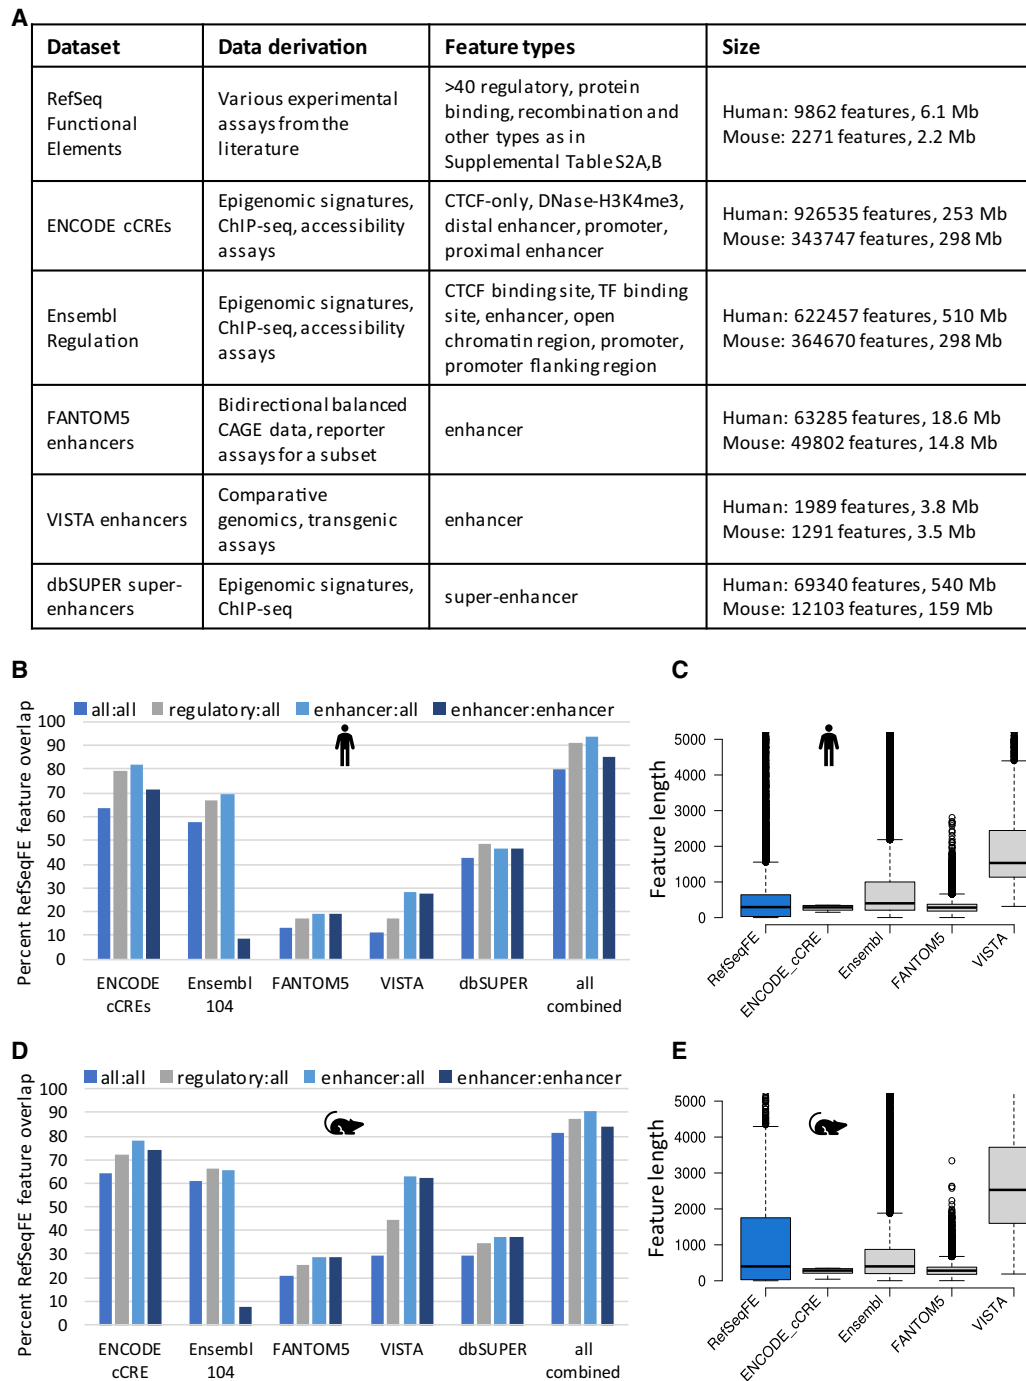 A
Dataset
Data derivation
Feature types
Size
RefSeq
Functional
Elements
Various experimental
assays from the
literature
>40 regulatory, protein
binding, recombination and
other types as in
Supplemental Table S2A,B
Human: 9862 features, 6.1 Mb
Mouse: 2271 features, 2.2 Mb
ENCODE cCREs
Epigenomic signatures,
ChIP-seq, accessibility
assays
CTCF-only, DNase-H3K4me3,
distal enhancer, promoter,
proximal enhancer
Human: 926535 features, 253 Mb
Mouse: 343747 features, 298 Mb
Ensembl
Regulation
Epigenomic signatures,
ChIP-seq, accessibility
assays
CTCF binding site, TF binding
site, enhancer, open
chromatin region, promoter,
promoter flanking region
Human: 622457 features, 510 Mb
Mouse: 364670 features, 298 Mb
FANTOM5
enhancers
Bidirectional balanced
CAGE data, reporter
assays for a subset
enhancer
Human: 63285 features, 18.6 Mb
Mouse: 49802 features, 14.8 Mb
VISTA enhancers
Comparative
genomics, transgenic
assays
enhancer
Human: 1989 features, 3.8 Mb
Mouse: 1291 features, 3.5 Mb
dbSUPER super-
enhancers
Epigenomic signatures,
ChIP-seq
super-enhancer
Human: 69340 features, 540 Mb
Mouse: 12103 features, 159 Mb
B
all:all regulatory:all enhancer:all enhancer:enhancer
Percent RefSeqFE feature overlap
100
90
80
70
60
50
40
30
20
10
0
ENCODE
cCREs
Ensembl
104
FANTOM5
VISTA
dbSUPER
all
combined
C
Feature length
5000
4000
3000
2000
1000
0
RefSeqFE
ENCODE_cCRE
Ensembl
FANTOM5
VISTA
D
all:all regulatory:all enhancer:all enhancer:enhancer
Percent RefSeqFE feature overlap
100
90
80
70
60
50
40
30
20
10
0
ENCODE
cCRE
Ensembl
104
FANTOM5
VISTA
dbSUPER
all
combined
E
Feature length
5000
4000
3000
2000
1000
0
RefSeqFE
ENCODE_cCRE
Ensembl
FANTOM5
VISTA